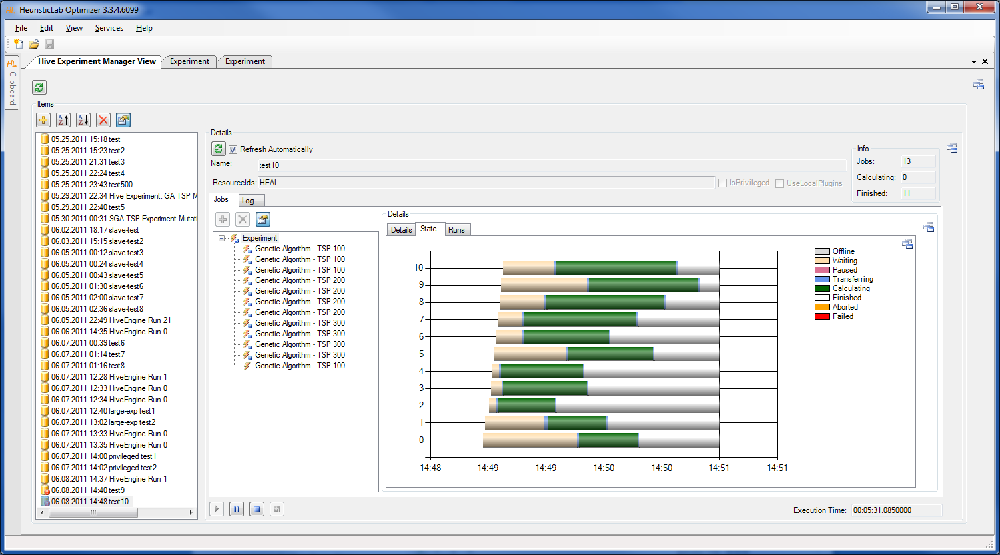 HL HeuristicLab Optimizer 3.3.4.6099
File Edit View Services Help
HL Clipboard
Hive Experiment Manager View Experiment Experiment
Items
05.25.2011 15:18 test
05.25.2011 15:23 test2
05.25.2011 21:31 test3
05.25.2011 22:24 test4
05.25.2011 23:43 test500
05.29.2011 22:34 Hive Experiment: GA TSP M
05.29.2011 22:40 test5
05.30.2011 00:31 SGA TSP Experiment Mutati
06.02.2011 18:17 slave-test
06.03.2011 15:15 slave-test2
06.05.2011 00:12 slave-test3
06.05.2011 00:24 slave-test4
06.05.2011 00:43 slave-test5
06.05.2011 01:30 slave-test6
06.05.2011 02:00 slave-test7
06.05.2011 02:36 slave-test8
06.05.2011 22:49 HiveEngine Run 21
06.06.2011 14:35 HiveEngine Run 0
06.07.2011 00:39 test6
06.07.2011 01:14 test7
06.07.2011 01:16 test8
06.07.2011 12:28 HiveEngine Run 1
06.07.2011 12:33 HiveEngine Run 0
06.07.2011 12:34 HiveEngine Run 0
06.07.2011 12:40 large-exp test1
06.07.2011 13:02 large-exp test2
06.07.2011 13:33 HiveEngine Run 0
06.07.2011 13:35 HiveEngine Run 0
06.07.2011 14:00 privileged test1
06.07.2011 14:02 privileged test2
06.08.2011 14:37 HiveEngine Run 1
06.08.2011 14:40 test9
06.08.2011 14:48 test10
Details
Refresh Automatically
Name: test10
ResourceIds: HEAL
IsPrivileged UseLocalPlugins
Info
Jobs: 13
Calculating: 0
Finished: 11
Jobs Log
Experiment
Genetic Algorithm - TSP 100
Genetic Algorithm - TSP 100
Genetic Algorithm - TSP 100
Genetic Algorithm - TSP 200
Genetic Algorithm - TSP 200
Genetic Algorithm - TSP 200
Genetic Algorithm - TSP 200
Genetic Algorithm - TSP 300
Genetic Algorithm - TSP 300
Genetic Algorithm - TSP 300
Genetic Algorithm - TSP 300
Genetic Algorithm - TSP 100
Details
Details State Runs
10
9
8
7
6
5
4
3
2
1
0
14:48 14:49 14:49 14:50 14:50 14:51 14:51
Offline
Waiting
Paused
Transferring
Calculating
Finished
Aborted
Failed
Execution Time: 00:05:31.0850000